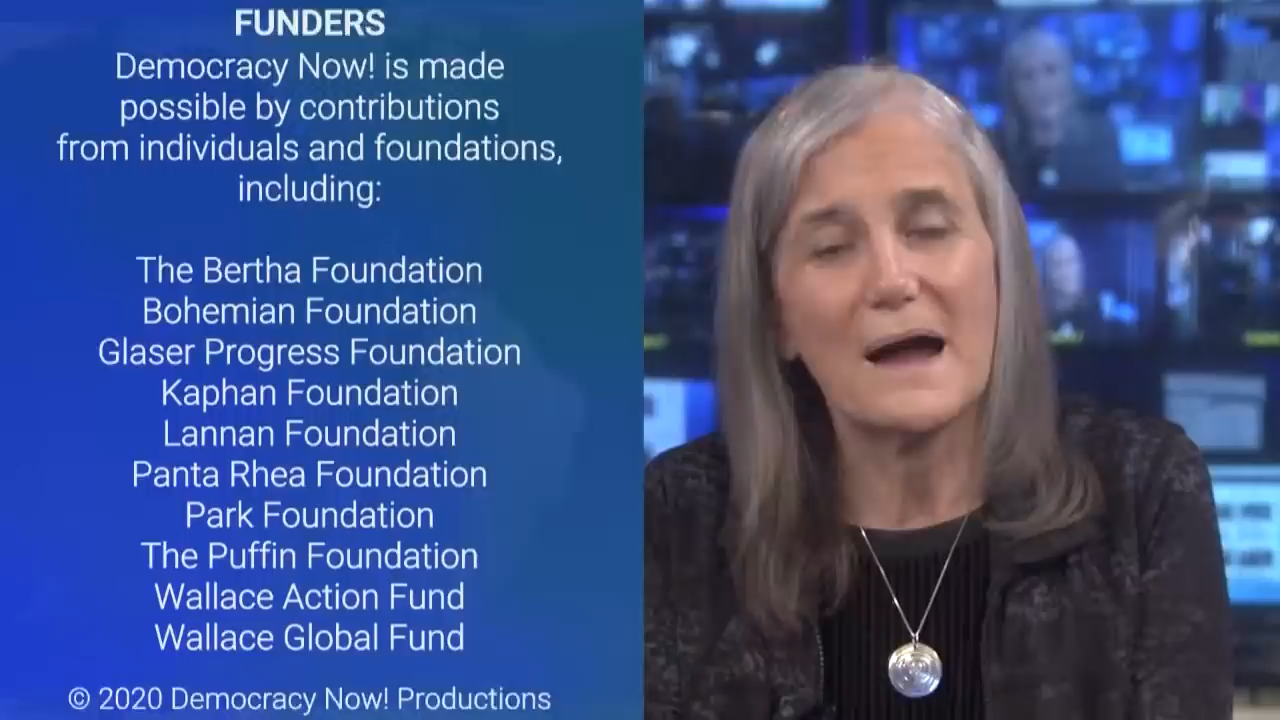 FUNDERS
Democracy Now! is made
possible by contributions
from individuals and foundations,
including:
The Bertha Foundation
Bohemian Foundation
Glaser Progress Foundation
Kaphan Foundation
Lannan Foundation
Panta Rhea Foundation
Park Foundation
The Puffin Foundation
Wallace Action Fund
Wallace Global Fund
© 2020 Democracy Now! Productions